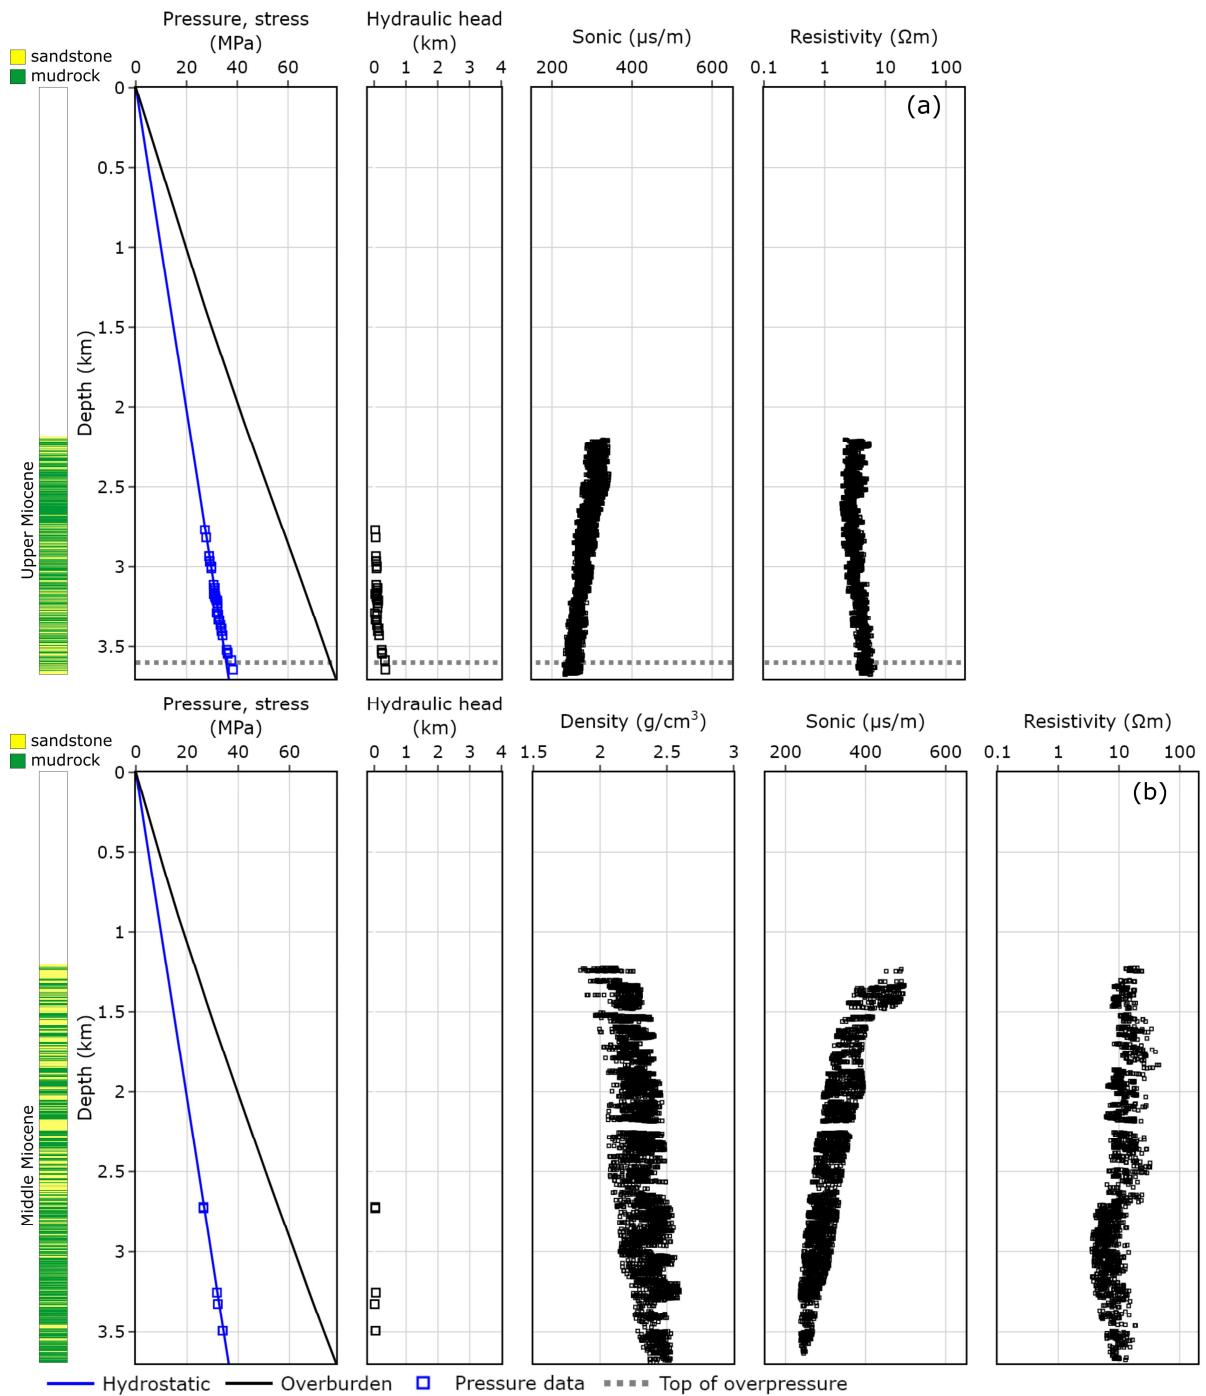 Pressure, stress
(MPa)
Hydraulic head
(km)
Sonic (μs/m)
Resistivity (Ωm)
sandstone
mudrock
0 20 40 60
0 1 2 3 4
200 400 600
0.1 1 10 100
(a)
0
0.5
1
1.5
2
2.5
3
3.5
Depth (km)
Upper Miocene
Pressure, stress
(MPa)
Hydraulic head
(km)
Density (g/cm³)
Sonic (μs/m)
Resistivity (Ωm)
sandstone
mudrock
0 20 40 60
0 1 2 3 4
1.5 2 2.5 3
200 400 600
0.1 1 10 100
(b)
0
0.5
1
1.5
2
2.5
3
3.5
Depth (km)
Middle Miocene
Hydrostatic Overburden Pressure data Top of overpressure